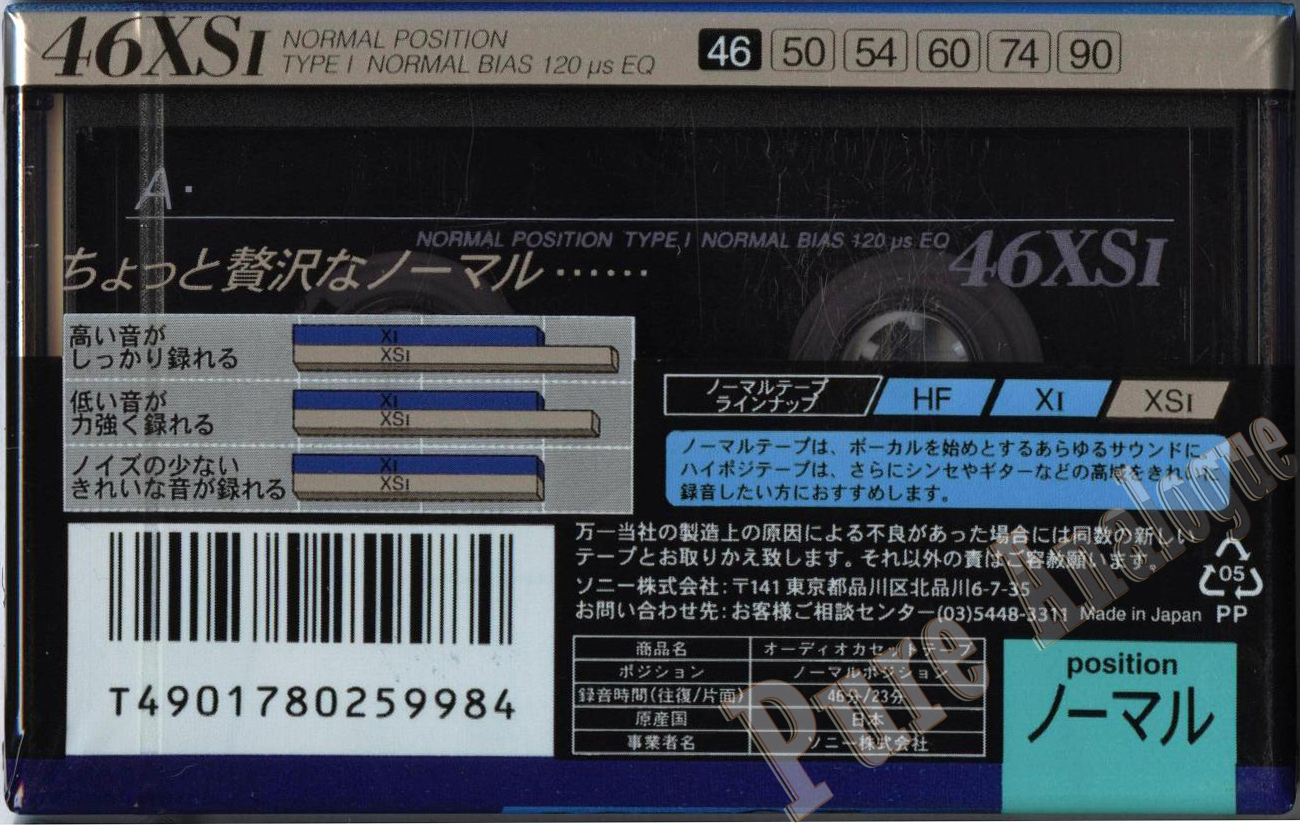 46XSI
NORMAL POSITION
TYPE I NORMAL BIAS 120 µs EQ
46 50 54 60 74 90
A・
NORMAL POSITION TYPE I NORMAL BIAS 120 µs EQ 46XSI
ちょっと贅沢なノーマル……
高い音が
しっかり録れる
XI
XSI
低い音が
力強く録れる
XI
XSI
ノイズの少ない
きれいな音が録れる
XI
XSI
ノーマルテープ
ラインナップ
HF XI XSI
ノーマルテープは、ボーカルを始めとするあらゆるサウンドに。
ハイポジテープは、さらにシンセやギターなどの高域をきれいに
録音したい方におすすめします。
万一当社の製造上の原因による不良があった場合には同数の新しい
テープとお取りかえ致します。それ以外の責はご容赦願います。
ソニー株式会社:〒141 東京都品川区北品川6-7-35
お問い合わせ先:お客様ご相談センター(03)5448-3311 Made in Japan
05
PP
T4901780259984
商品名 オーディオカセットテープ
ポジション ノーマルポジション
録音時間(往復/片面) 46分/23分
原産国 日本
事業者名 ソニー株式会社
position
ノーマル
Pure Analogue